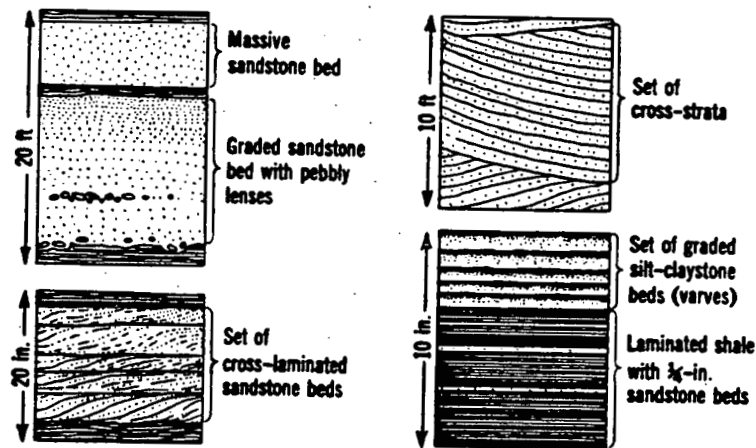 20 ft
Massive
sandstone bed
Graded sandstone
bed with pebbly
lenses
10 ft
Set of
cross-strata
20 in.
Set of
cross-laminated
sandstone beds
10 in.
Set of graded
silt-claystone
beds (varves)
Laminated shale
with ¾-in.
sandstone beds